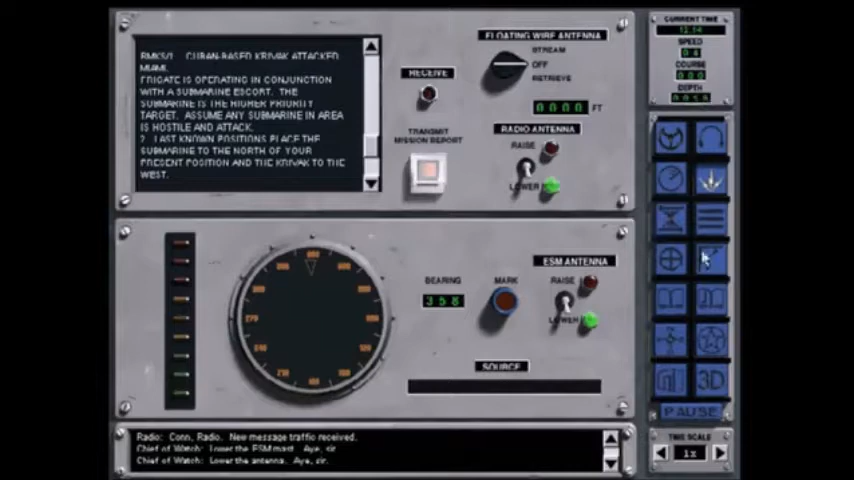 RMKS/1. CUBAN-BASED KRIVAK ATTACKED
MIAMI.
FRIGATE IS OPERATING IN CONJUNCTION
WITH A SUBMARINE ESCORT. THE
SUBMARINE IS THE HIGHER PRIORITY
TARGET. ASSUME ANY SUBMARINE IN AREA
IS HOSTILE AND ATTACK.
2. LAST KNOWN POSITIONS PLACE THE
SUBMARINE TO THE NORTH OF YOUR
PRESENT POSITION AND THE KRIVAK TO THE
WEST.
RECEIVE
TRANSMIT
MISSION REPORT
FLOATING WIRE ANTENNA
STREAM
OFF
RETRIEVE
0000 FT
RADIO ANTENNA
RAISE
LOWER
CURRENT TIME
SPEED
COURSE
000
DEPTH
BEARING
358
MARK
ESM ANTENNA
RAISE
LOWER
SOURCE
3D
PAUSE
TIME SCALE
1x
Radio: Conn, Radio. New message traffic received.
Chief of Watch: Lower the ESM mast. Aye, sir.
Chief of Watch: Lower the antenna. Aye, sir.